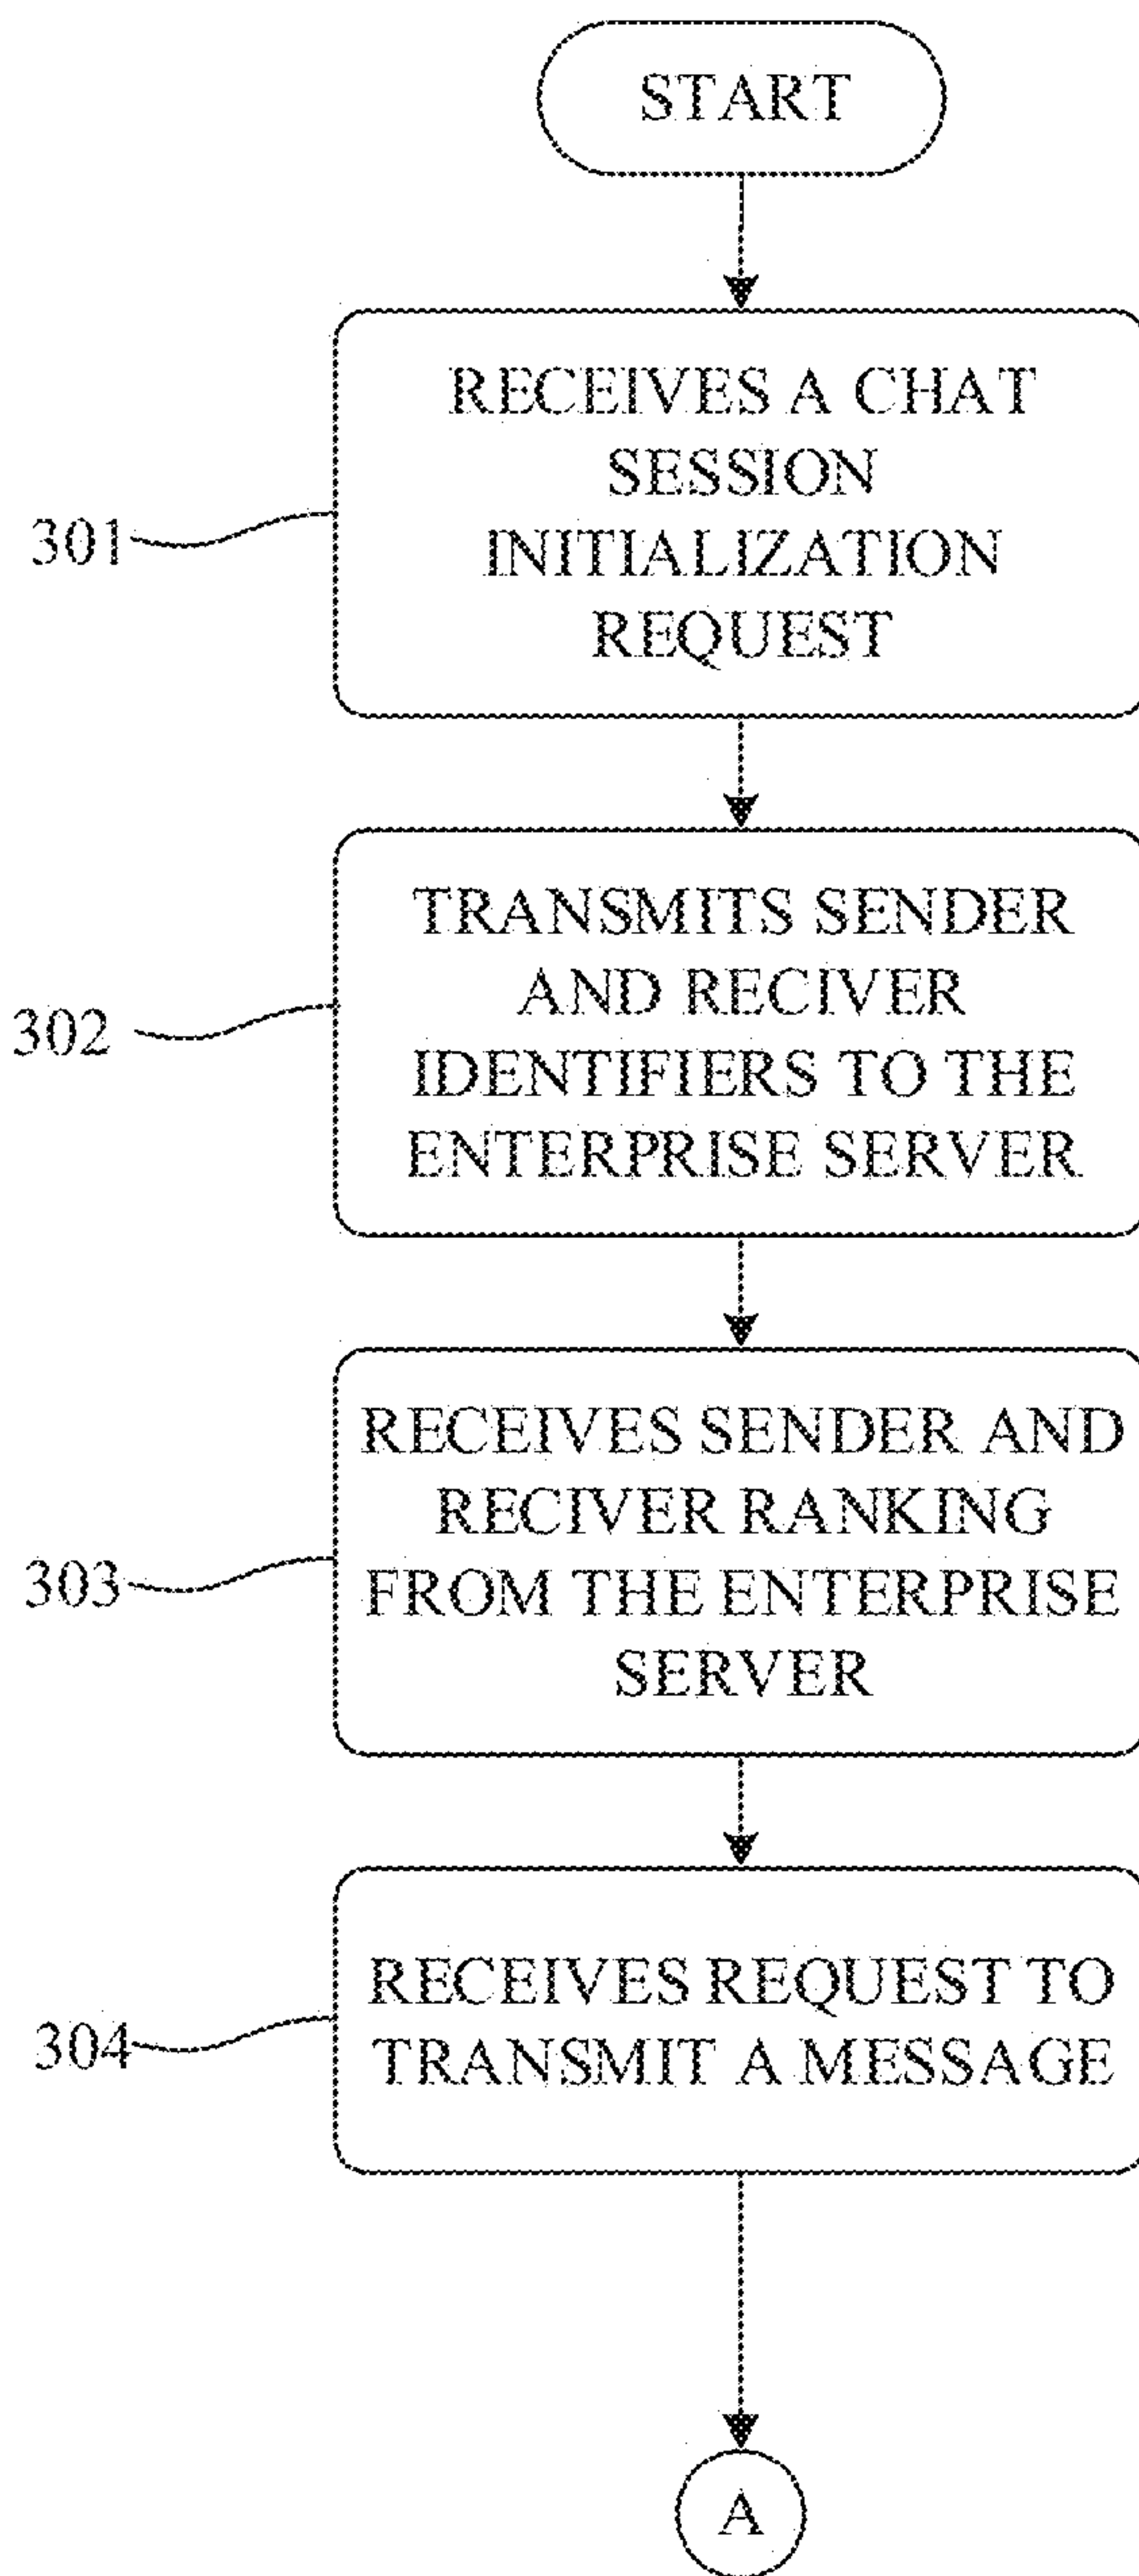 START
RECEIVES A CHAT
SESSION
INITIALIZATION
REQUEST
301
TRANSMITS SENDER
AND RECIVER
IDENTIFIERS TO THE
ENTERPRISE SERVER
302
RECEIVES SENDER AND
RECIVER RANKING
FROM THE ENTERPRISE
SERVER
303
RECEIVES REQUEST TO
TRANSMIT A MESSAGE
304
A